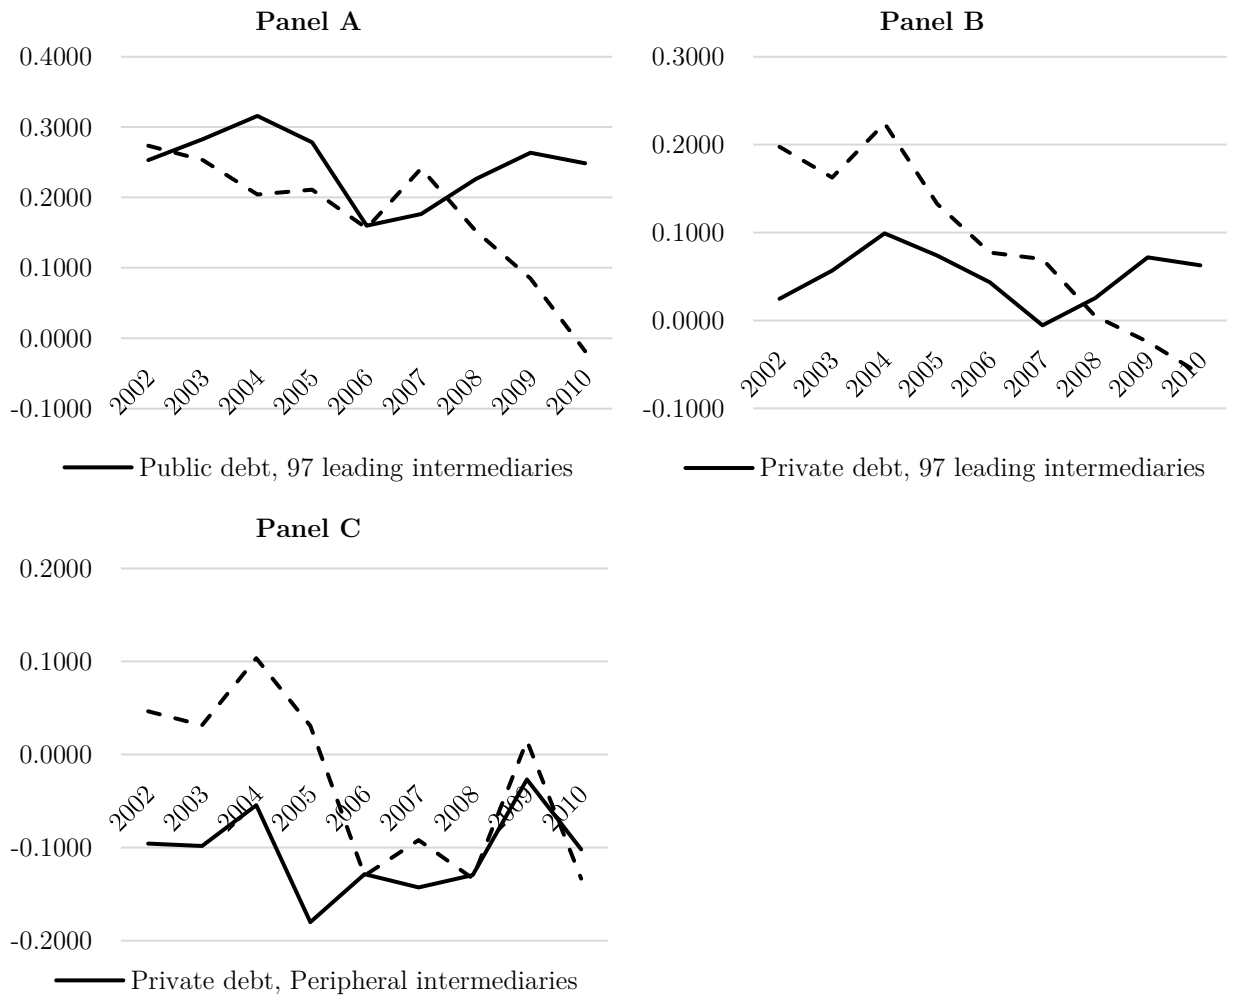 Panel A
0.4000
0.3000
0.2000
0.1000
0.0000
-0.1000
2002 2003 2004 2005 2006 2007 2008 2009 2010
Public debt, 97 leading intermediaries
Panel B
0.3000
0.2000
0.1000
0.0000
-0.1000
2002 2003 2004 2005 2006 2007 2008 2009 2010
Private debt, 97 leading intermediaries
Panel C
0.2000
0.1000
0.0000
-0.1000
-0.2000
2002 2003 2004 2005 2006 2007 2008 2009 2010
Private debt, Peripheral intermediaries